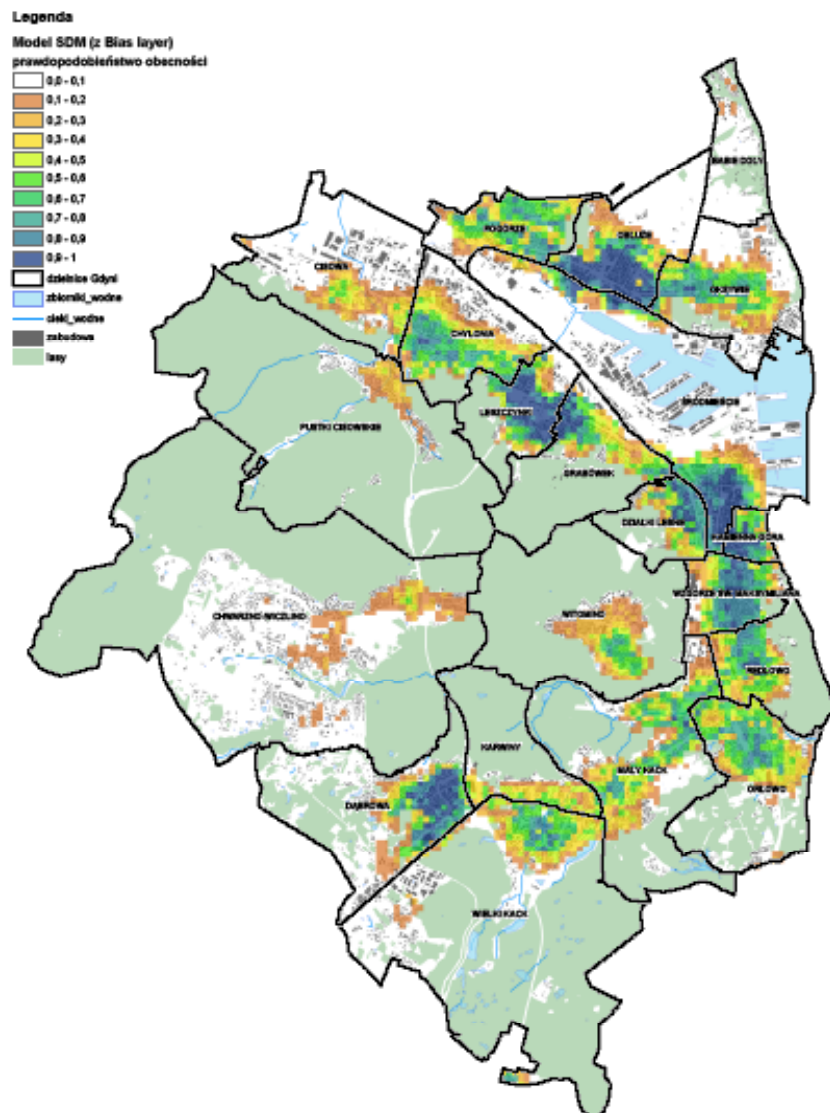 Legenda
Model SDM (z Bias layer)
prawdopodobieństwo obecności
0,0 - 0,1
0,1 - 0,2
0,2 - 0,3
0,3 - 0,4
0,4 - 0,5
0,5 - 0,6
0,6 - 0,7
0,7 - 0,8
0,8 - 0,9
0,9 - 1
dzielnice Gdyni
zbiorniki_wodne
cieki_wodne
zabudowa
lasy
BABIE DOŁY
POGÓRZE
OBŁUŻE
CISOWA
OKSYWIE
CHYLONIA
ŚRÓDMIEŚCIE
LESZCZYNKI
PUSTKI CISOWSKIE
GRABÓWEK
DZIAŁKI LEŚNE
KAMIENNA GÓRA
WZGÓRZE ŚW. MAKSYMILIANA
CHWARZNO-WICZLINO
WITOMINO
REDŁOWO
KARWINY
MAŁY KACK
ORŁOWO
DĄBROWA
WIELKI KACK